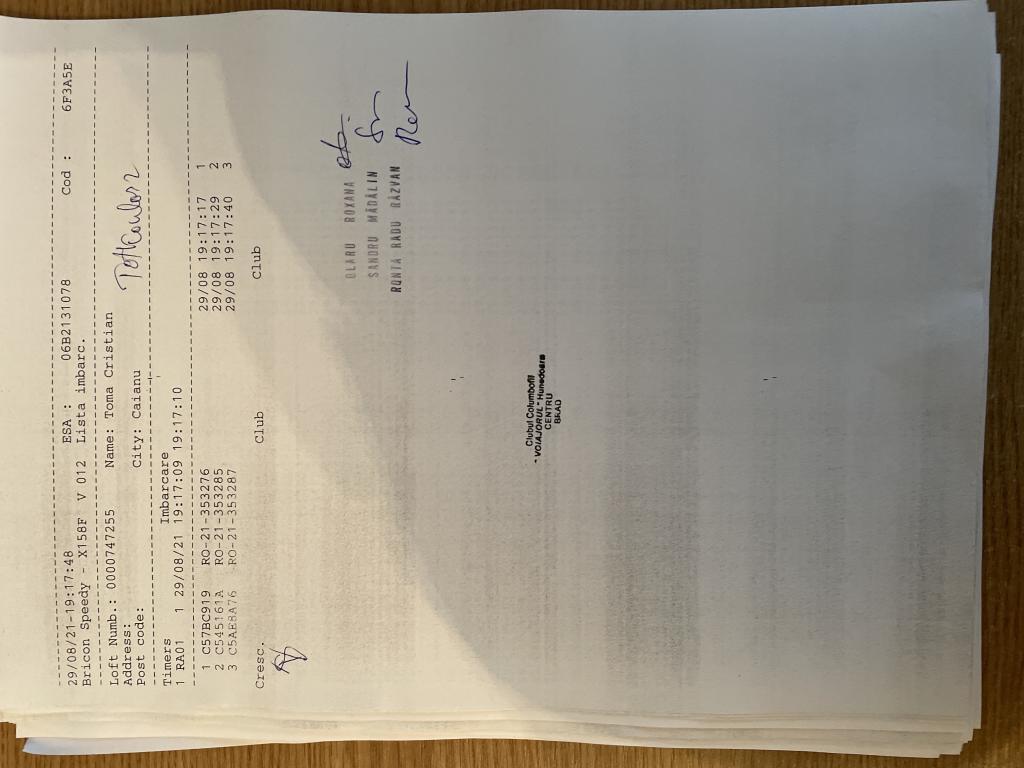 ----------------------------------------------------------------
29/08/21-19:17:48 ESA : 06B2131078 Cod : 6F3A5E
Bricon Speedy - X158F V 012 Lista imbarc.
----------------------------------------------------------------
Loft Numb.: 0000747255 Name: Toma Cristian
Address:
Post code: City: Caianu
----------------------------------------------------------------
Timers Imbarcare
1 RA01 1 29/08/21 19:17:09 19:17:10
----------------------------------------------------------------
1 C57BC919 RO-21-353276 29/08 19:17:17 1
2 C545161A RO-21-353285 29/08 19:17:29 2
3 C5AE8A76 RO-21-353287 29/08 19:17:40 3
Cresc. Club Club
OLARU ROXANA
SANDRU MĂDĂLIN
RONTA RADU RĂZVAN
Clubul Columbofil
"VOIAJORUL" Hunedoara
CENTRU
BRAD